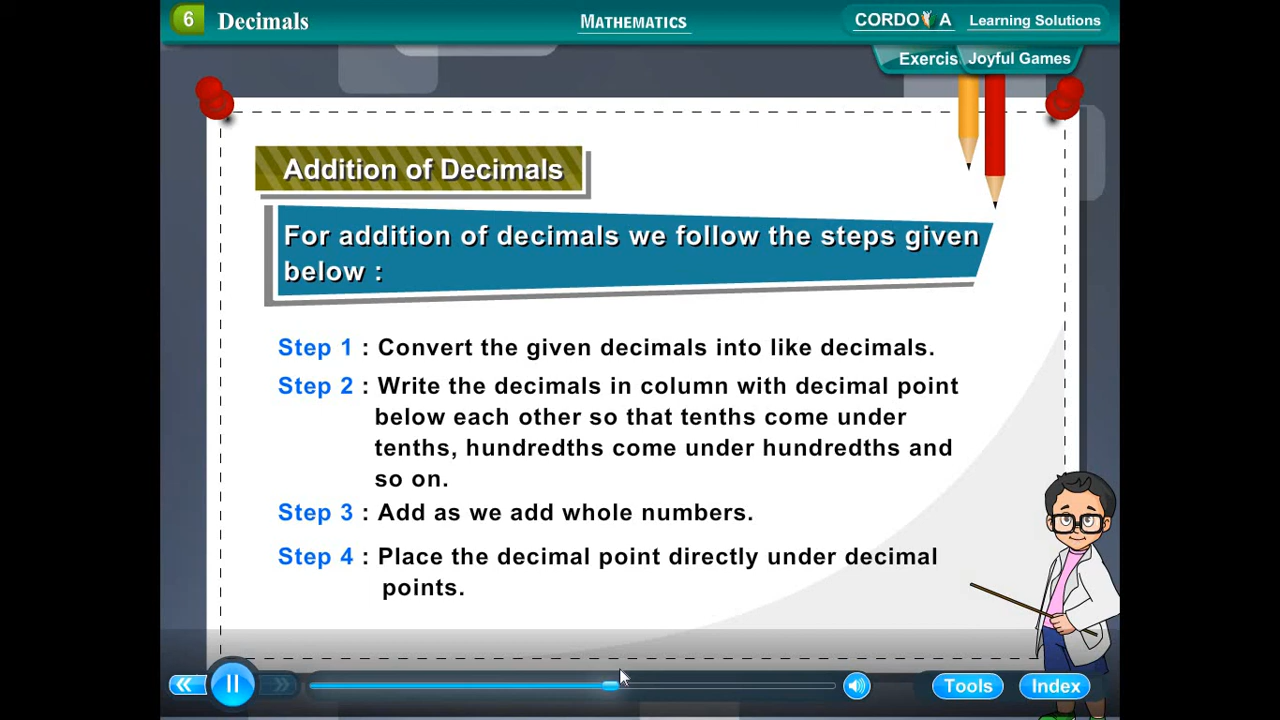 6 Decimals
MATHEMATICS
CORDOVA Learning Solutions
Exercis Joyful Games
Addition of Decimals
For addition of decimals we follow the steps given
below :
Step 1 : Convert the given decimals into like decimals.
Step 2 : Write the decimals in column with decimal point
below each other so that tenths come under
tenths, hundredths come under hundredths and
so on.
Step 3 : Add as we add whole numbers.
Step 4 : Place the decimal point directly under decimal
points.
Tools Index